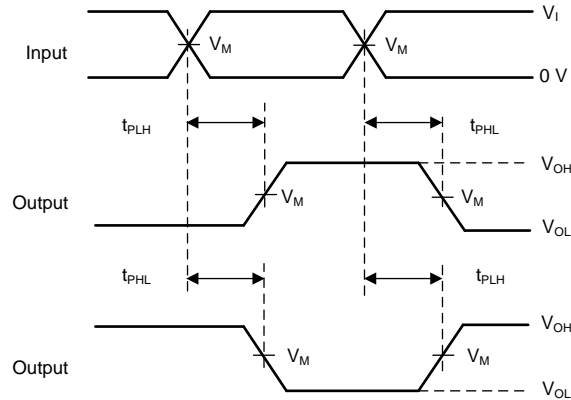 V_I
Input
V_M
V_M
0 V
t_PLH
t_PHL
V_OH
Output
V_M
V_M
V_OL
t_PHL
t_PLH
V_OH
V_M
V_M
Output
V_OL